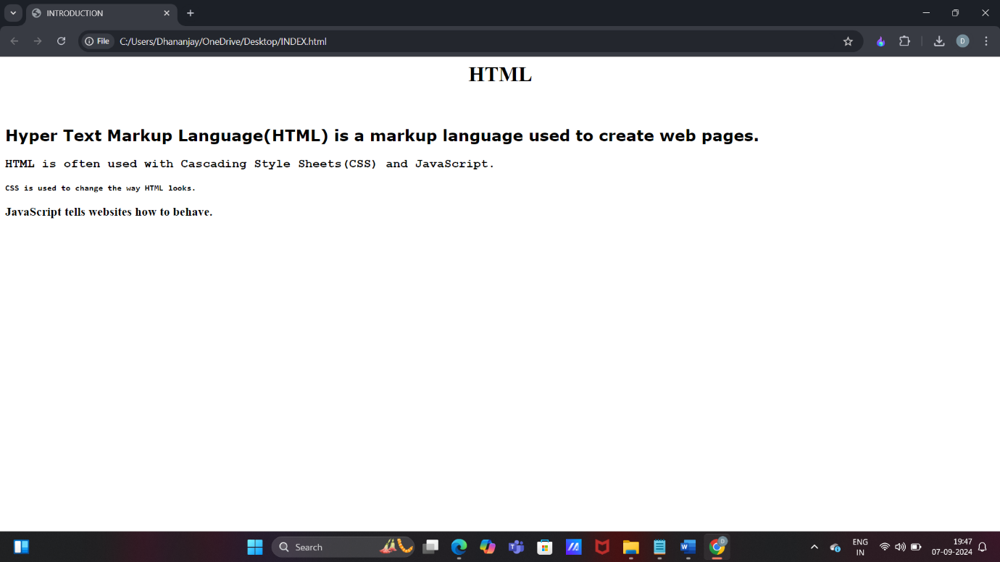 INTRODUCTION
File C:/Users/Dhananjay/OneDrive/Desktop/INDEX.html
D
HTML
Hyper Text Markup Language(HTML) is a markup language used to create web pages.
HTML is often used with Cascading Style Sheets(CSS) and JavaScript.
CSS is used to change the way HTML looks.
JavaScript tells websites how to behave.
Search
W
D
ENG
IN
19:47
07-09-2024